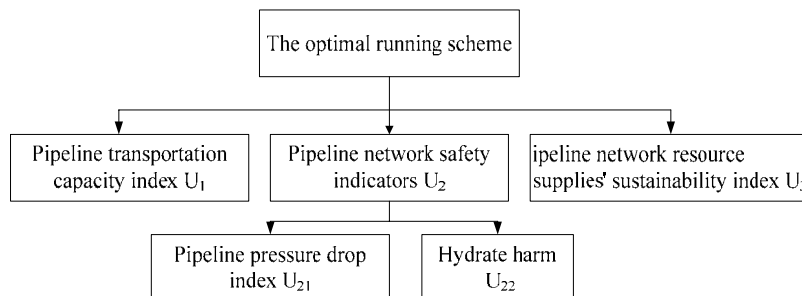 The optimal running scheme
Pipeline transportation
capacity index U₁
Pipeline network safety
indicators U₂
ipeline network resource
supplies' sustainability index U
Pipeline pressure drop
index U₂₁
Hydrate harm
U₂₂